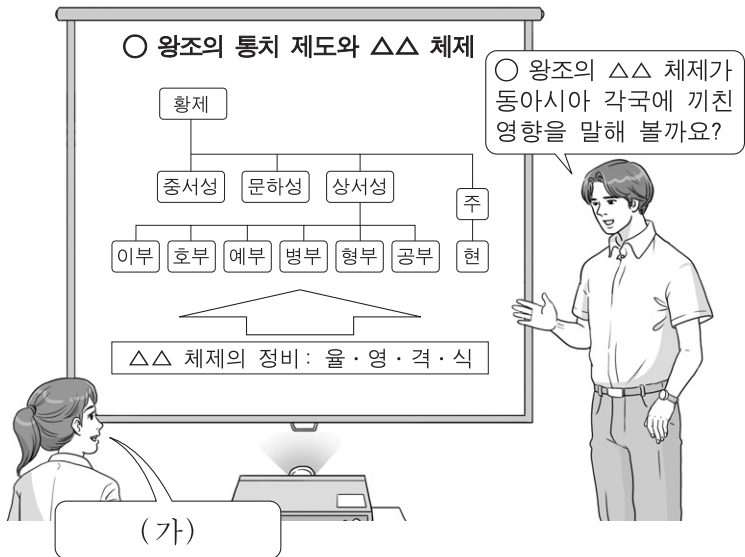 ○ 왕조의 통치 제도와 △△ 체제
황제
중서성 문하성 상서성
주
이부 호부 예부 병부 형부 공부 현
△△ 체제의 정비 : 율·영·격·식
○ 왕조의 △△ 체제가
동아시아 각국에 끼친
영향을 말해 볼까요?
(가)